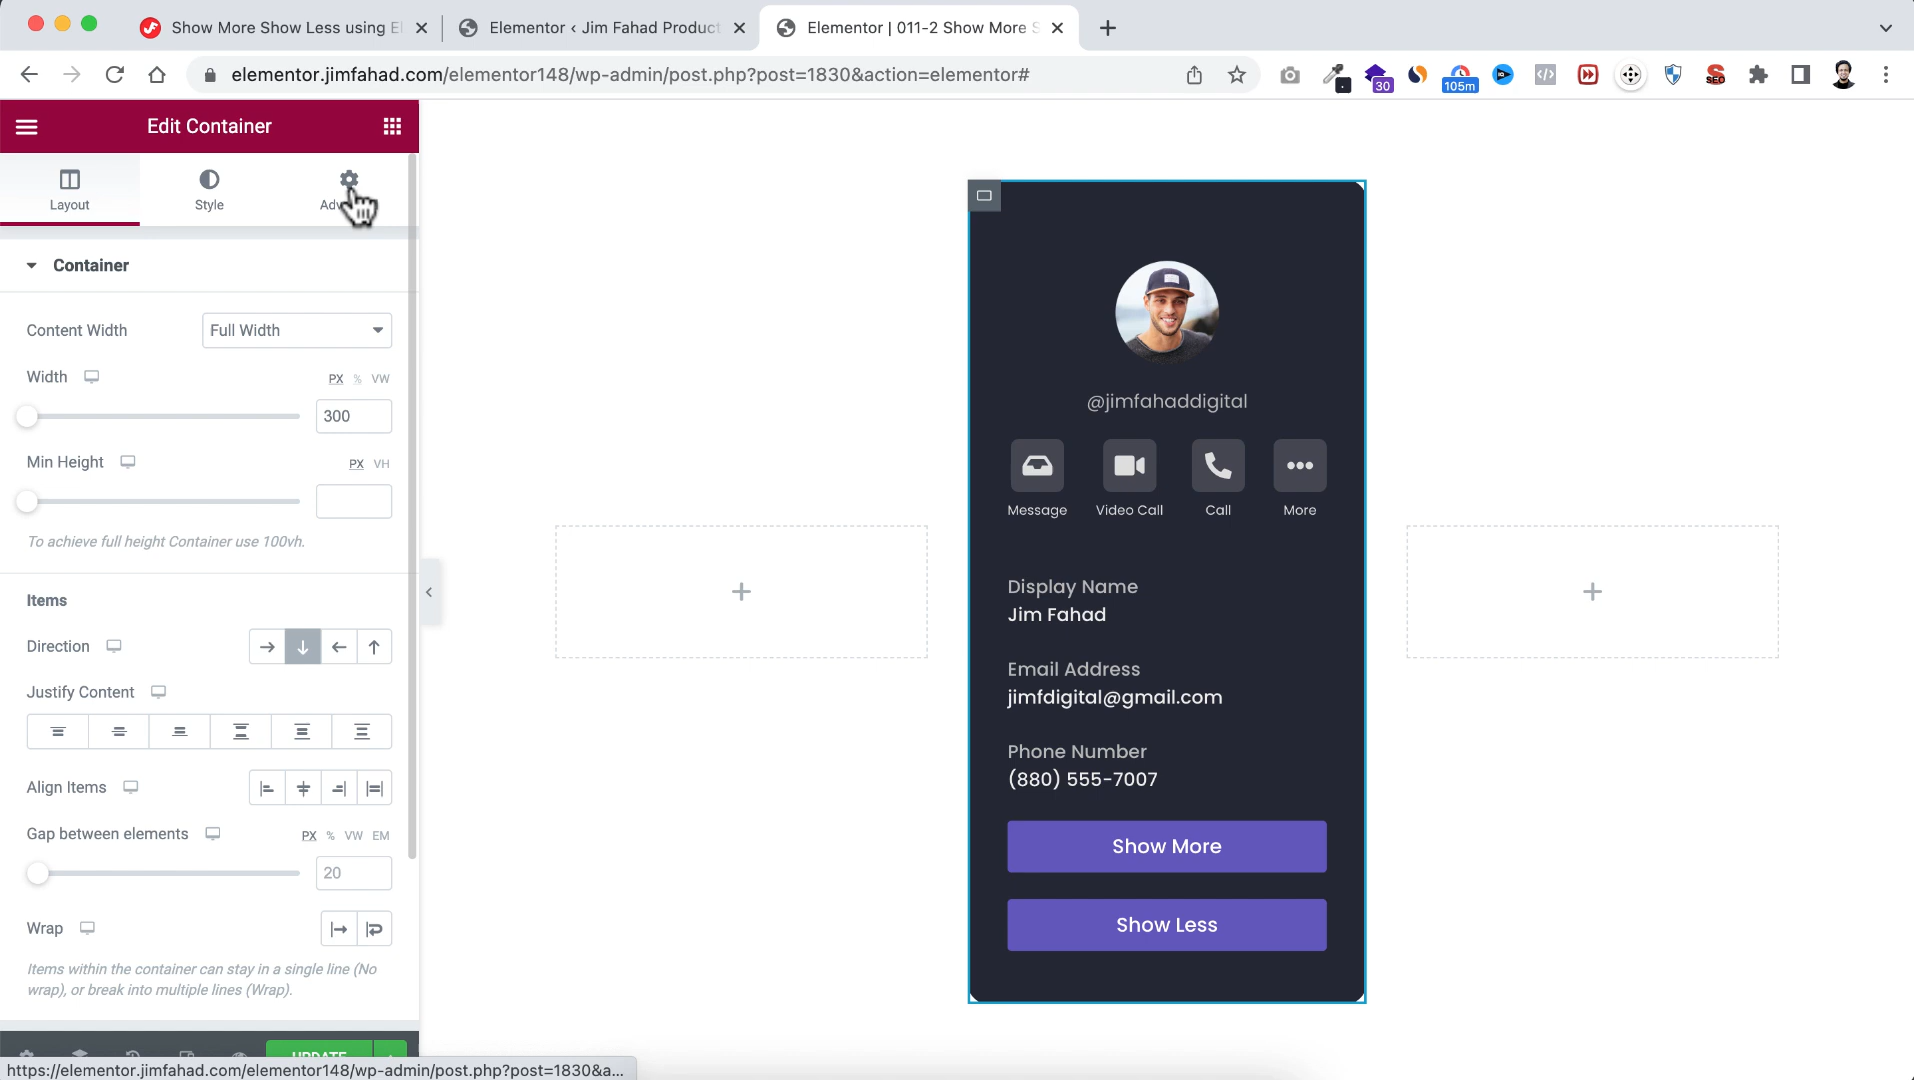 Show More Show Less using El
Elementor ‹ Jim Fahad Product
Elementor | 011-2 Show More S
elementor.jimfahad.com/elementor148/wp-admin/post.php?post=1830&action=elementor#
30
105m
SEO
Edit Container
Layout
Style
Adv
Container
Content Width
Full Width
Width
PX % VW
300
Min Height
PX VH
To achieve full height Container use 100vh.
Items
Direction
Justify Content
Align Items
Gap between elements
PX % VW EM
20
Wrap
Items within the container can stay in a single line (No
wrap), or break into multiple lines (Wrap).
UPDATE
https://elementor.jimfahad.com/elementor148/wp-admin/post.php?post=1830&a...
@jimfahaddigital
Message
Video Call
Call
More
Display Name
Jim Fahad
Email Address
jimfdigital@gmail.com
Phone Number
(880) 555-7007
Show More
Show Less